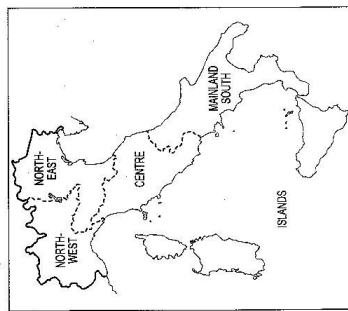 NORTH-
WEST
NORTH-
EAST
CENTRE
MAINLAND
SOUTH
ISLANDS